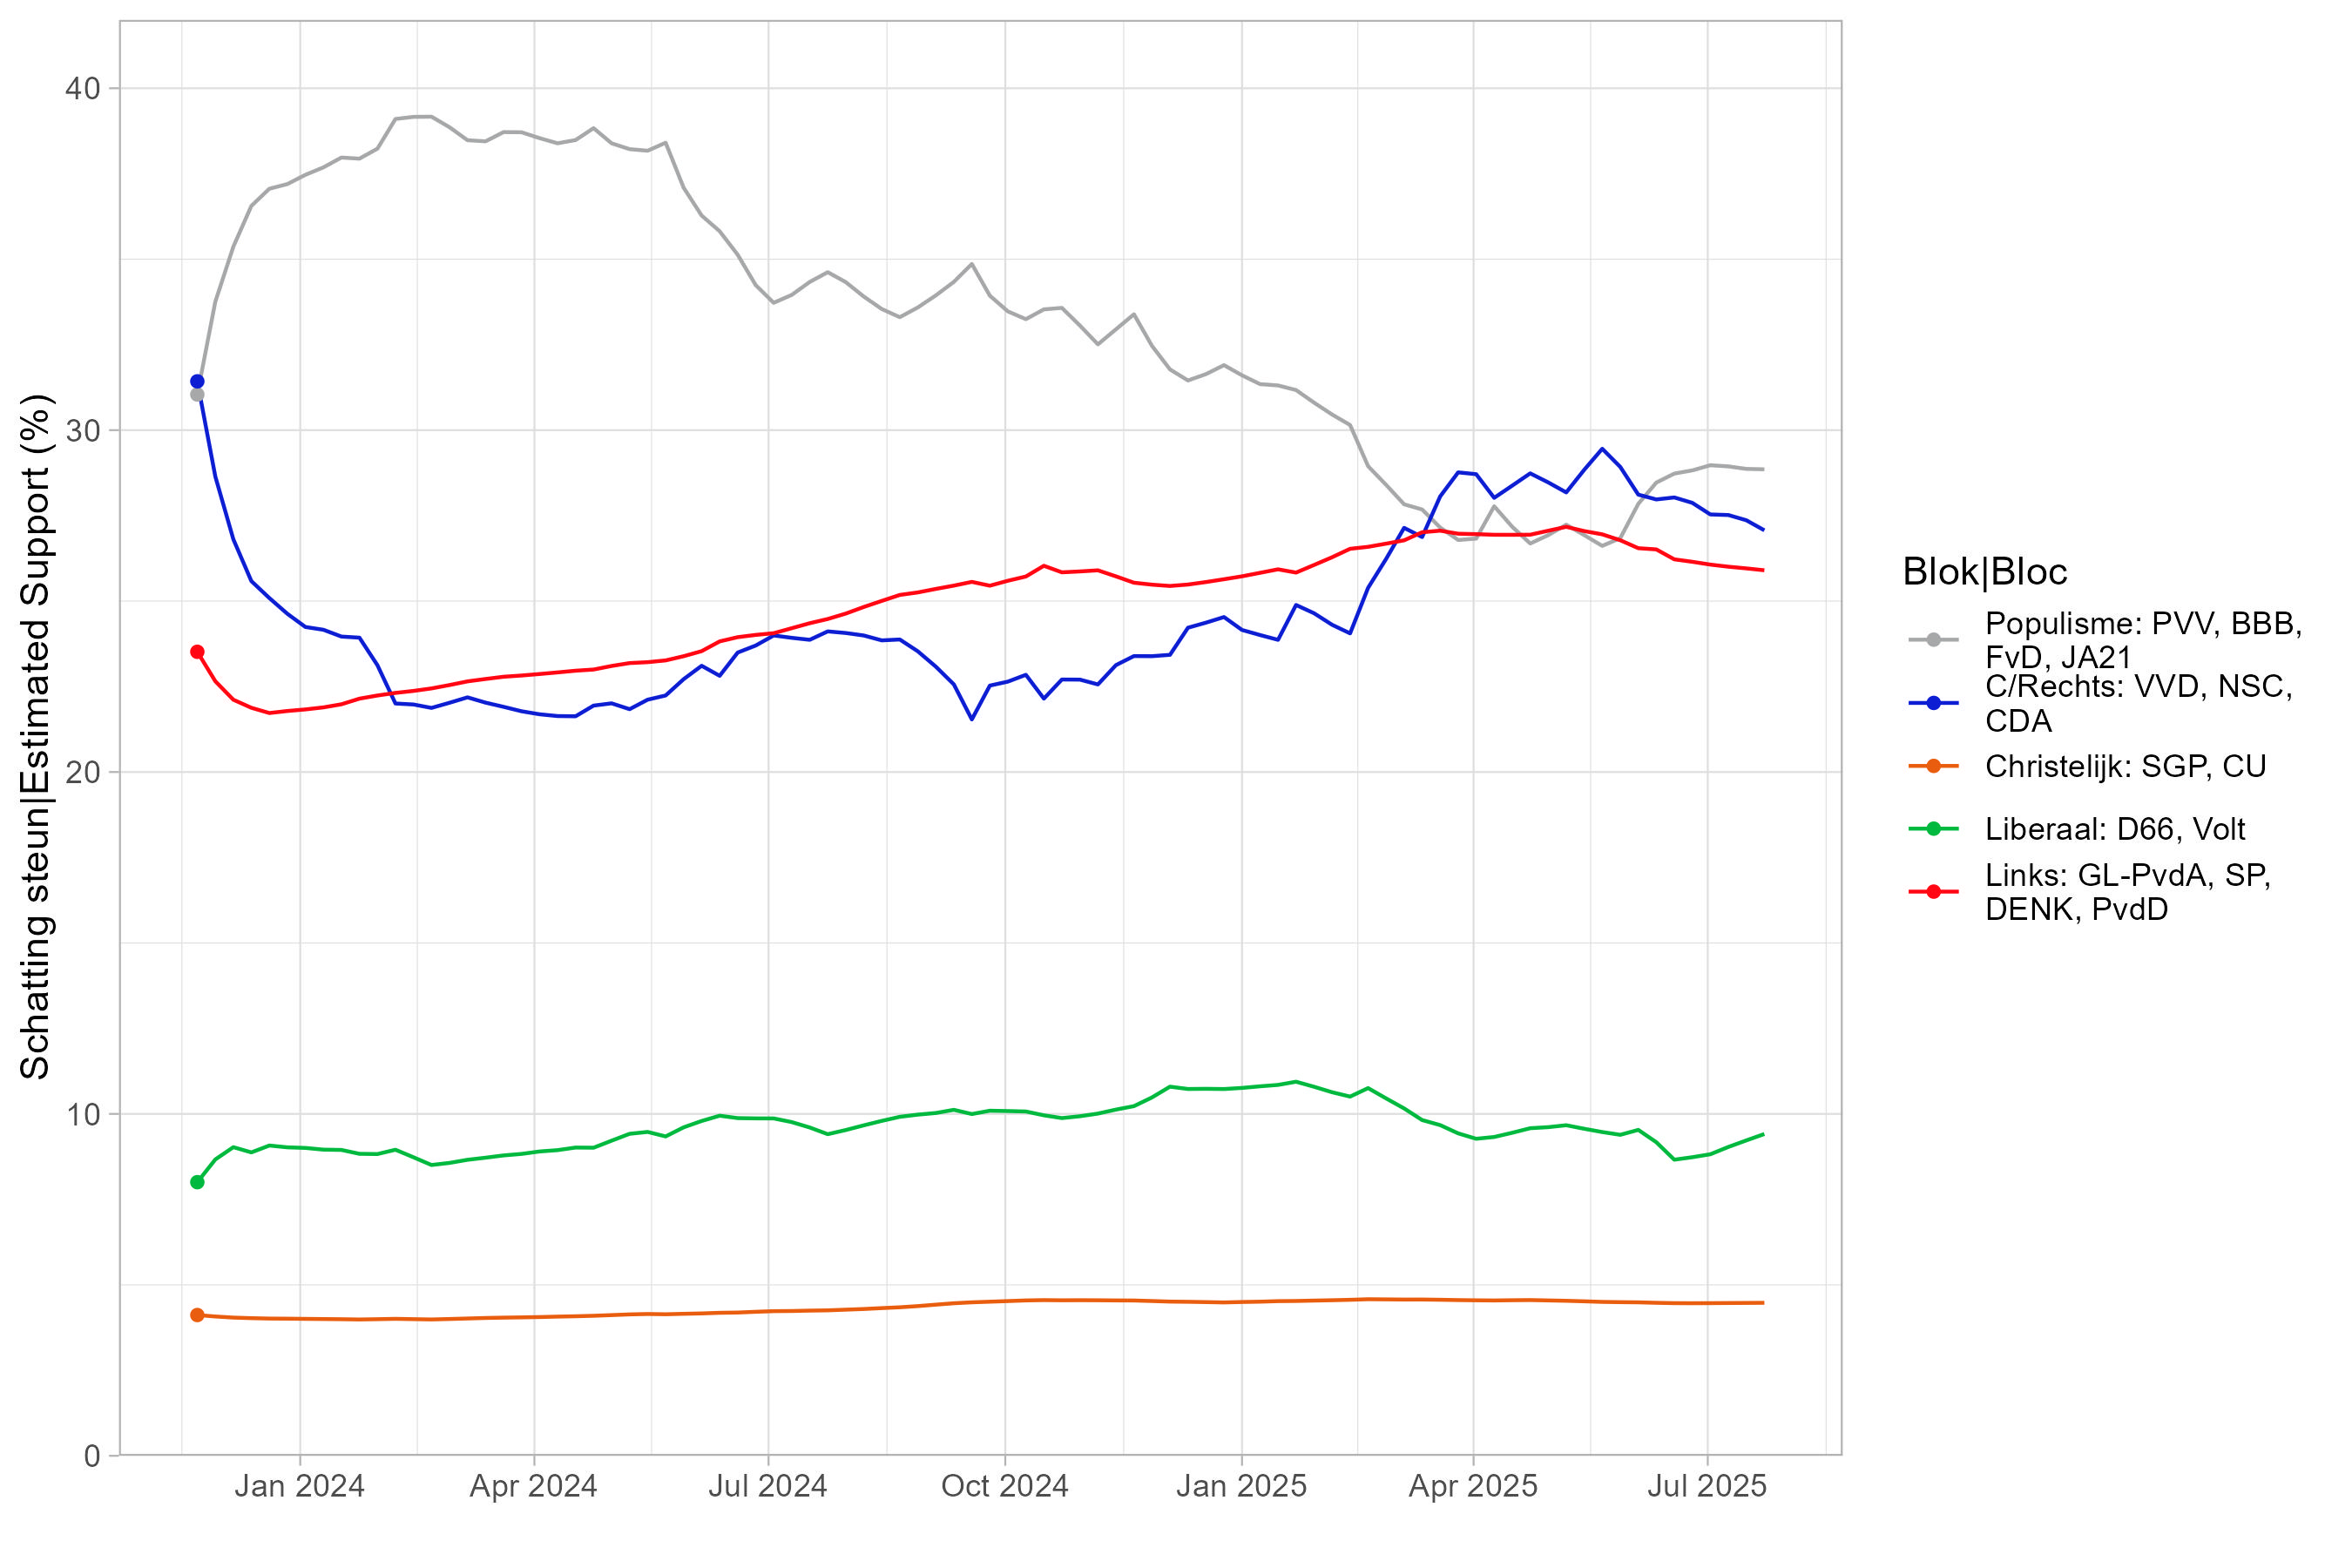 Schatting steun|Estimated Support (%)
40
30
20
10
0
Jan 2024
Apr 2024
Jul 2024
Oct 2024
Jan 2025
Apr 2025
Jul 2025
Blok|Bloc
Populisme: PVV, BBB,
FvD, JA21
C/Rechts: VVD, NSC,
CDA
Christelijk: SGP, CU
Liberaal: D66, Volt
Links: GL-PvdA, SP,
DENK, PvdD